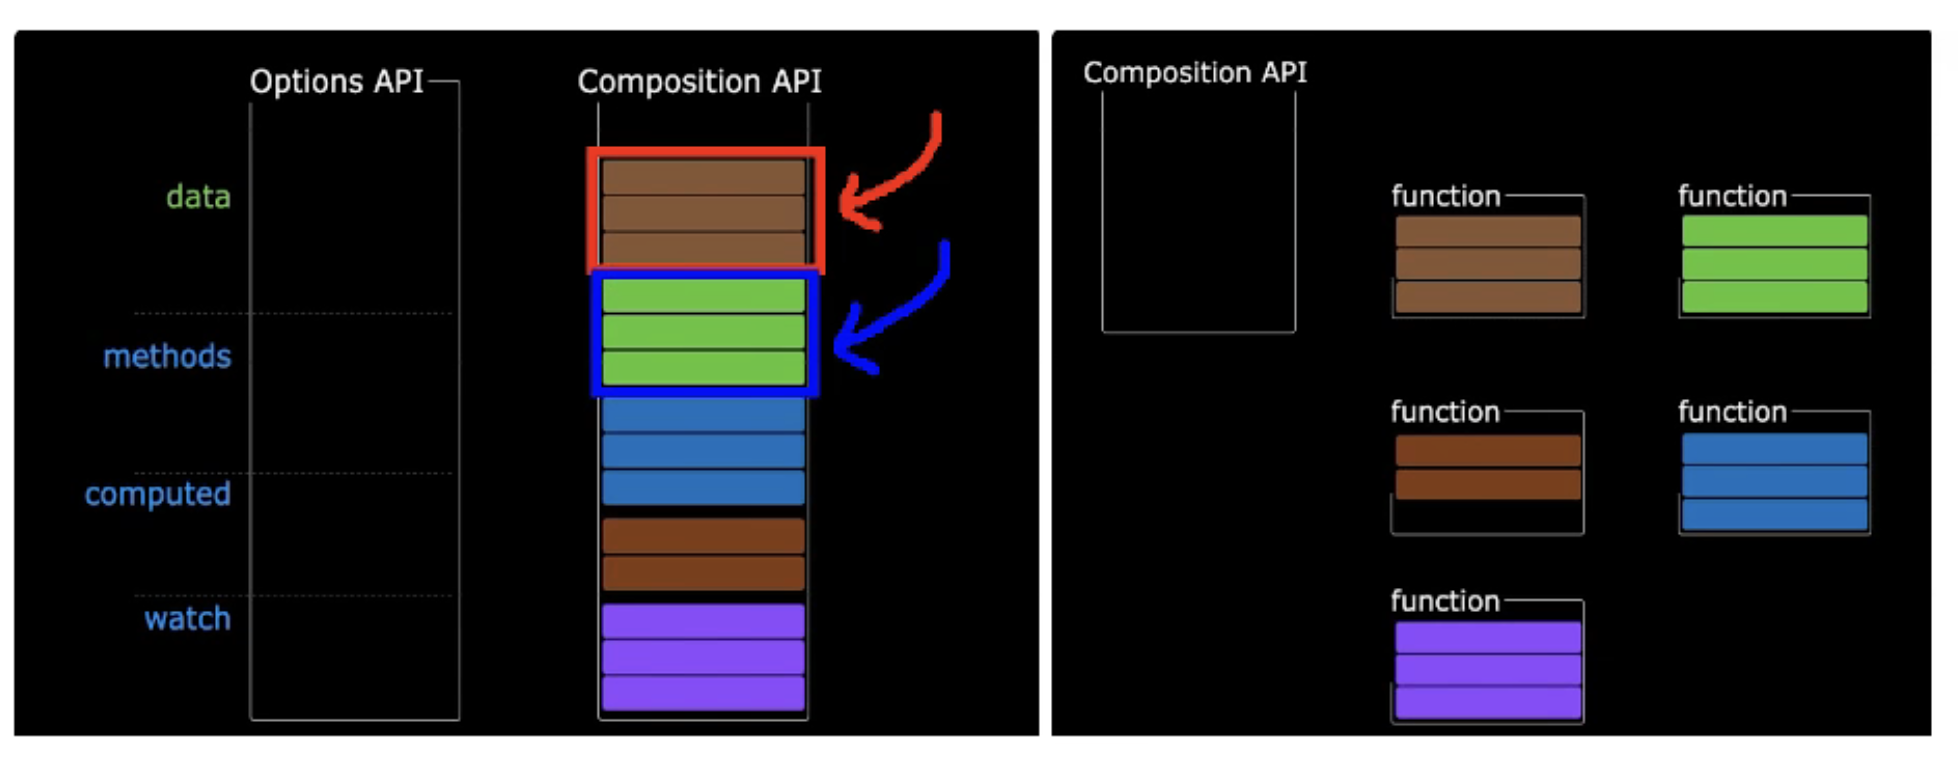 Options API
Composition API
data
methods
computed
watch
Composition API
function
function
function
function
function